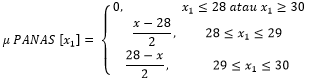 μ PANAS [x₁] = { 0, x₁ ≤ 28 atau x₁ ≥ 30
(x − 28)/2, 28 ≤ x₁ ≤ 29
(28 − x)/2, 29 ≤ x₁ ≤ 30